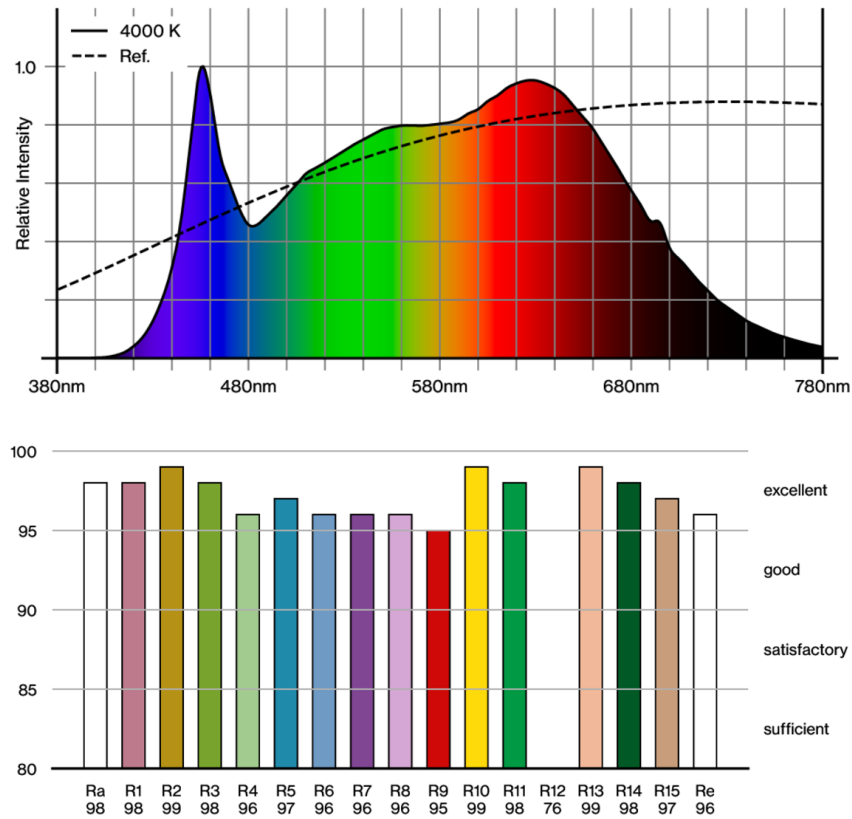 4000 K
Ref.
1.0
Relative Intensity
380nm 480nm 580nm 680nm 780nm
100
excellent
95
good
90
satisfactory
85
sufficient
80
Ra R1 R2 R3 R4 R5 R6 R7 R8 R9 R10 R11 R12 R13 R14 R15 Re
98 98 99 98 96 97 96 96 96 95 99 98 76 99 98 97 96